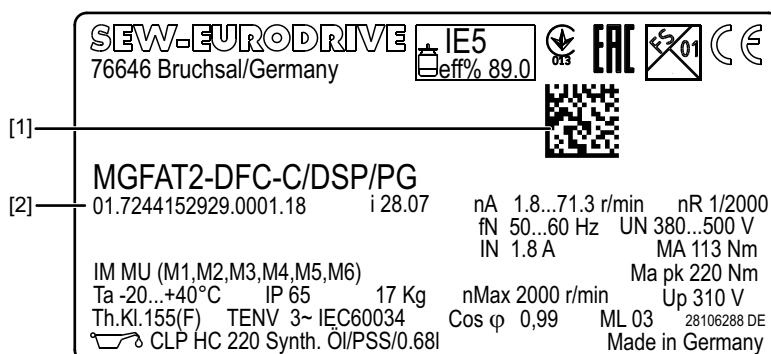 SEW-EURODRIVE IE5 013 EAC ES 01 CE
76646 Bruchsal/Germany eff% 89.0
[1]
MGFAT2-DFC-C/DSP/PG
[2] 01.7244152929.0001.18 i 28.07 nA 1.8...71.3 r/min nR 1/2000
fN 50...60 Hz UN 380...500 V
IN 1.8 A MA 113 Nm
IM MU (M1,M2,M3,M4,M5,M6) Ma pk 220 Nm
Ta -20...+40°C IP 65 17 Kg nMax 2000 r/min Up 310 V
Th.Kl.155(F) TENV 3~ IEC60034 Cos φ 0,99 ML 03 28106288 DE
CLP HC 220 Synth. Öl/PSS/0.68l Made in Germany